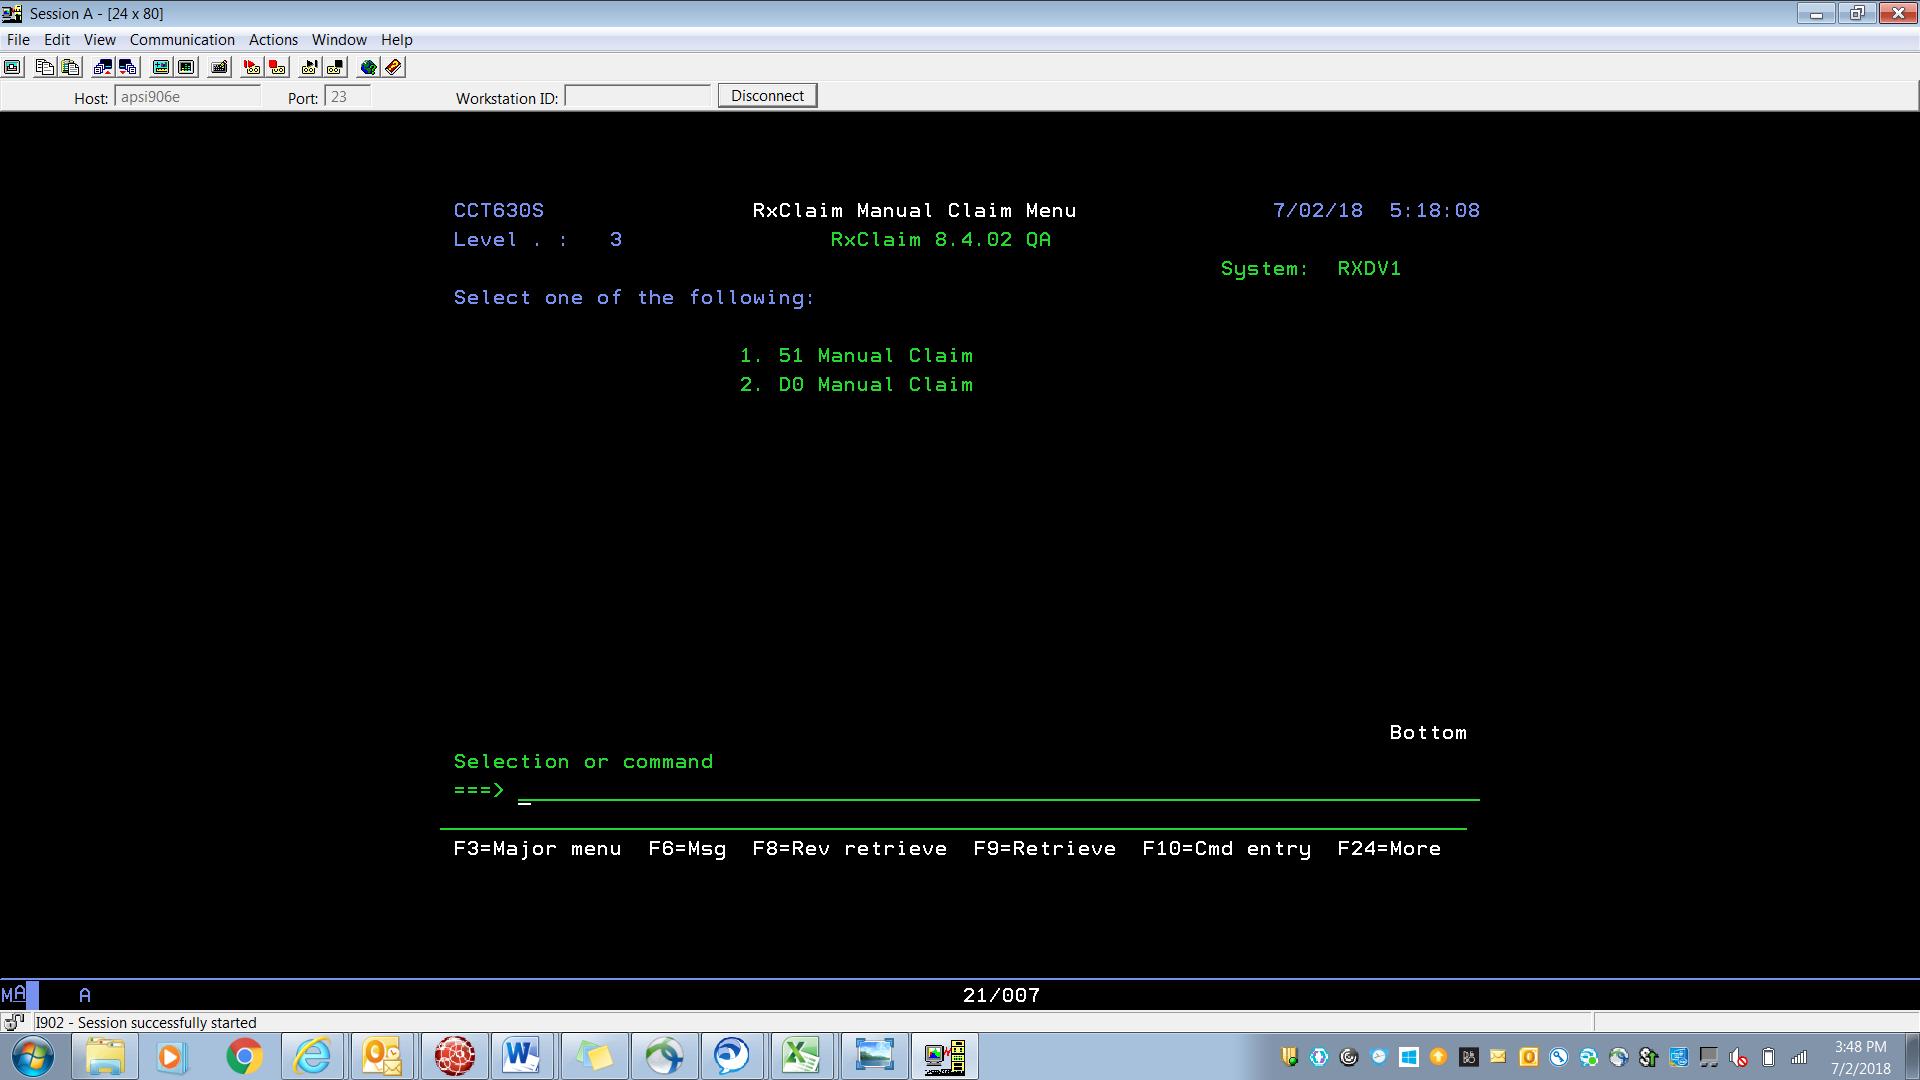 Session A - [24 x 80]
File Edit View Communication Actions Window Help
Host: apsi906e Port: 23 Workstation ID: Disconnect
CCT630S RxClaim Manual Claim Menu 7/02/18 5:18:08
Level . : 3 RxClaim 8.4.02 QA
System: RXDV1
Select one of the following:
1. 51 Manual Claim
2. D0 Manual Claim
Bottom
Selection or command
===>
F3=Major menu F6=Msg F8=Rev retrieve F9=Retrieve F10=Cmd entry F24=More
MA A 21/007
I902 - Session successfully started
3:48 PM
7/2/2018